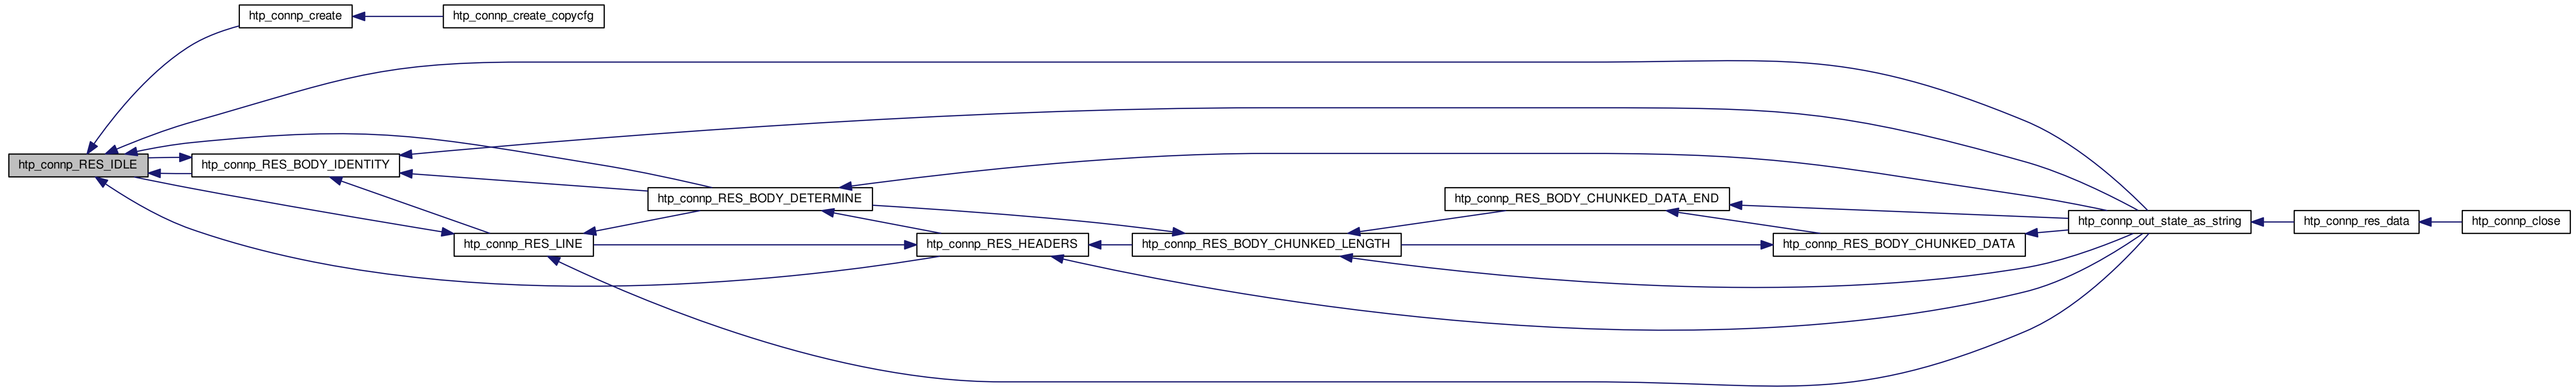 htp_connp_create
htp_connp_create_copycfg
htp_connp_RES_IDLE
htp_connp_RES_BODY_IDENTITY
htp_connp_RES_BODY_DETERMINE
htp_connp_RES_BODY_CHUNKED_DATA_END
htp_connp_out_state_as_string
htp_connp_res_data
htp_connp_close
htp_connp_RES_LINE
htp_connp_RES_HEADERS
htp_connp_RES_BODY_CHUNKED_LENGTH
htp_connp_RES_BODY_CHUNKED_DATA